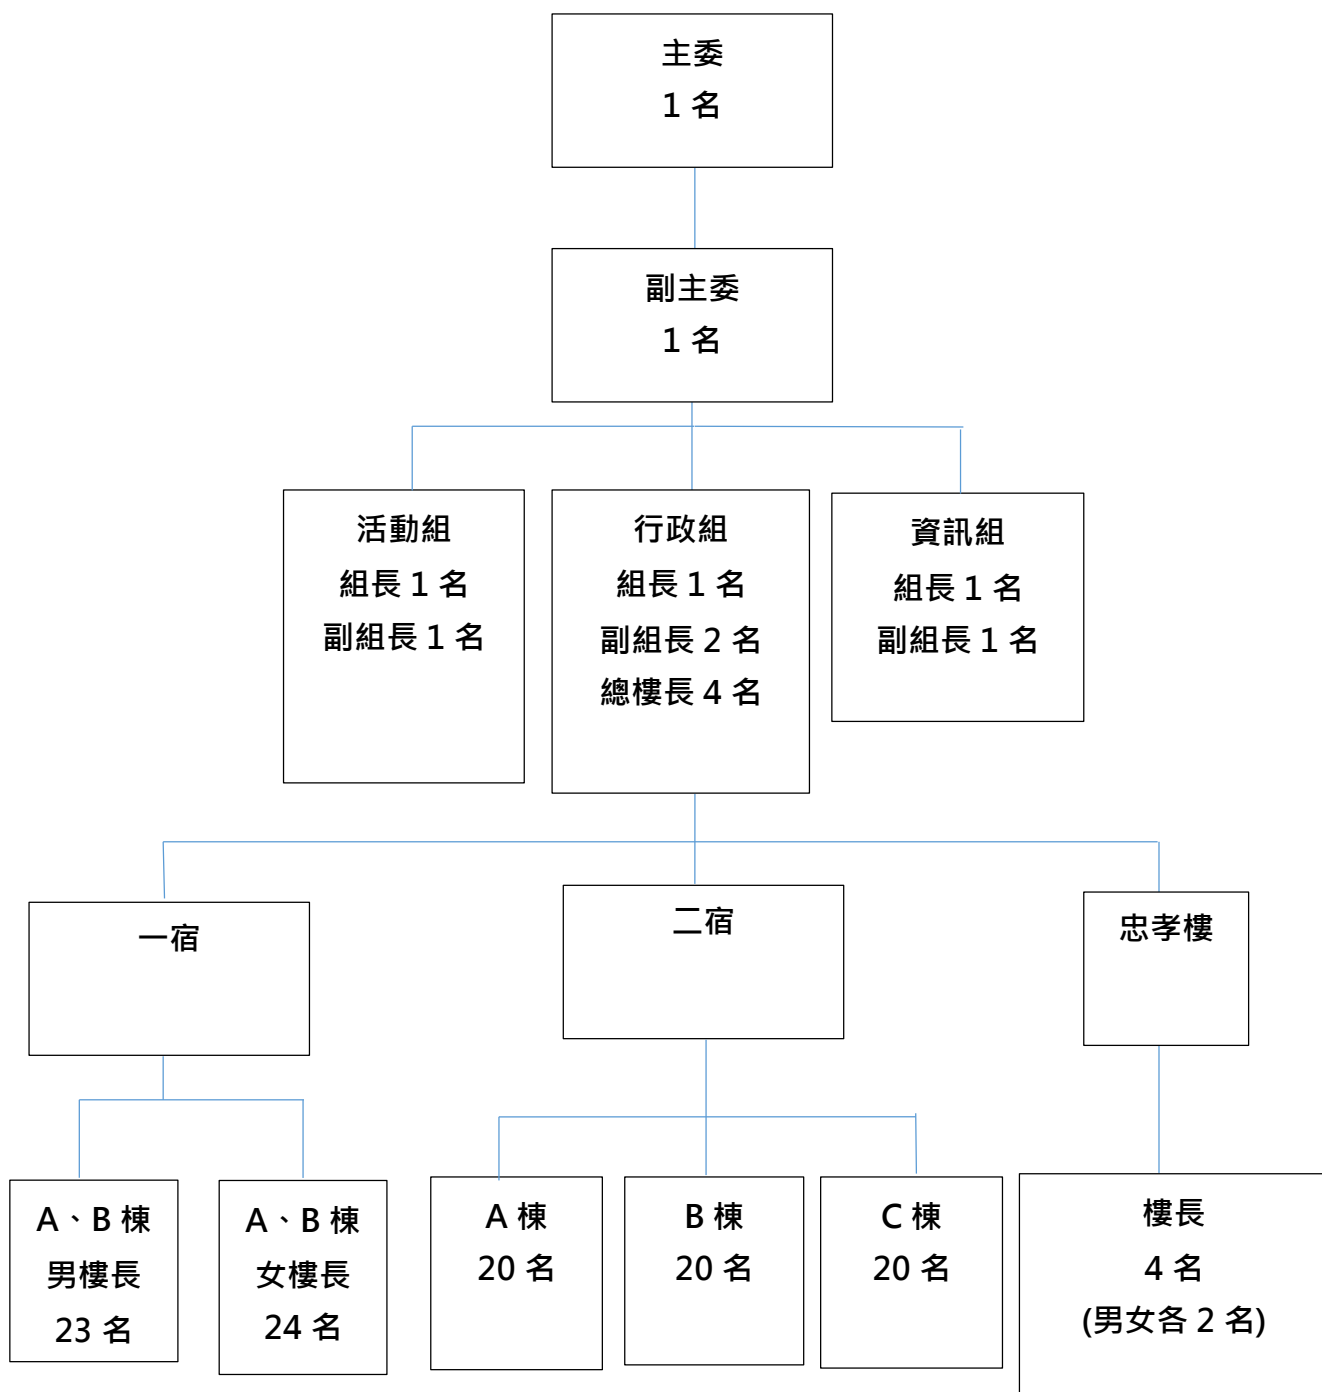 主委
1 名
副主委
1 名
活動組
組長 1 名
副組長 1 名
行政組
組長 1 名
副組長 2 名
總樓長 4 名
資訊組
組長 1 名
副組長 1 名
一宿
二宿
忠孝樓
A、B 棟
男樓長
23 名
A、B 棟
女樓長
24 名
A 棟
20 名
B 棟
20 名
C 棟
20 名
樓長
4 名
(男女各 2 名)